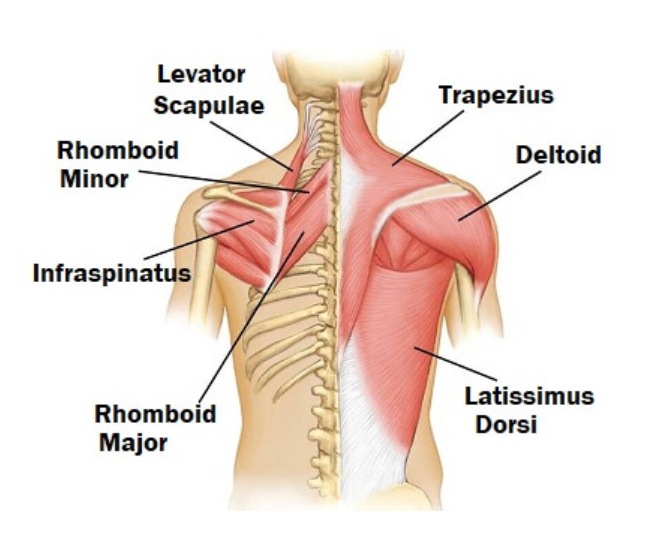 Levator
Scapulae
Trapezius
Rhomboid
Minor
Deltoid
Infraspinatus
Rhomboid
Major
Latissimus
Dorsi